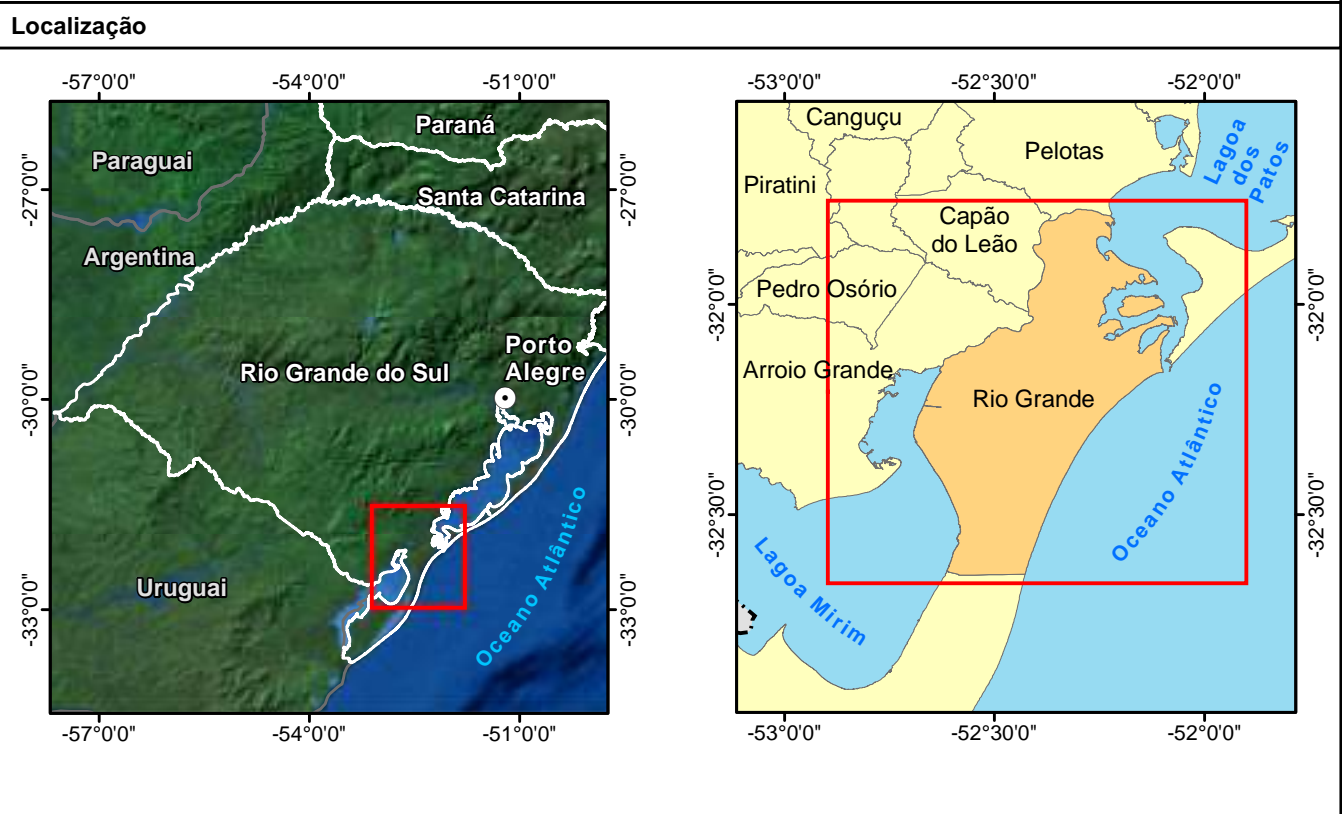 Localização
-57°0'0"
-54°0'0"
-51°0'0"
-27°0'0"
-30°0'0"
-33°0'0"
Paraná
Paraguai
Santa Catarina
Argentina
Porto
Alegre
Rio Grande do Sul
Uruguai
Oceano Atlântico
-27°0'0"
-30°0'0"
-33°0'0"
-57°0'0"
-54°0'0"
-51°0'0"
-53°0'0"
-52°30'0"
-52°0'0"
-32°0'0"
-32°30'0"
Canguçu
Pelotas
Lagoa
dos
Patos
Piratini
Capão
do Leão
Pedro Osório
Arroio Grande
Rio Grande
Oceano Atlântico
Lagoa Mirim
-32°0'0"
-32°30'0"
-53°0'0"
-52°30'0"
-52°0'0"